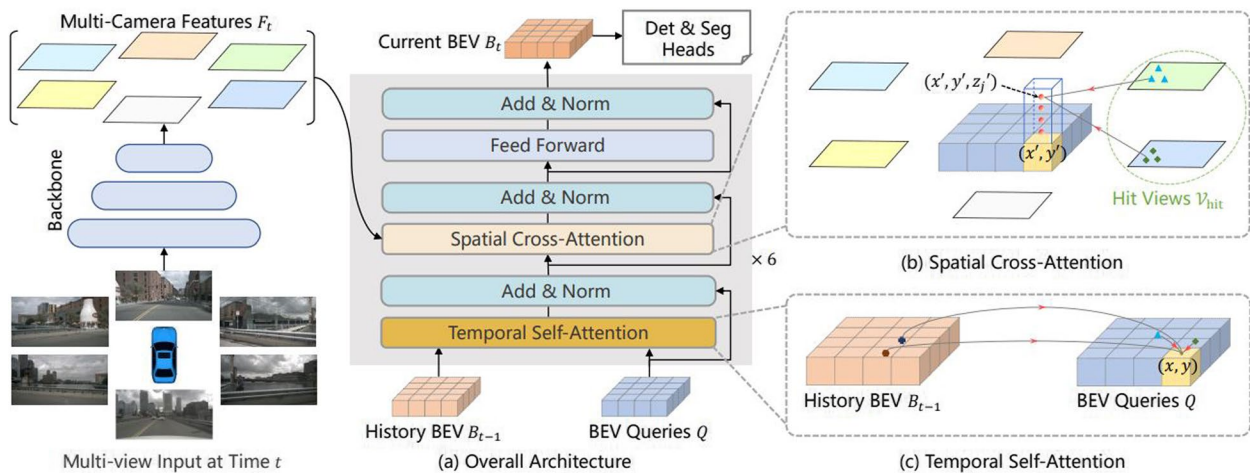 Multi-Camera Features F_t
Backbone
Multi-view Input at Time t
Current BEV B_t
Det & Seg
Heads
Add & Norm
Feed Forward
Add & Norm
Spatial Cross-Attention
× 6
Add & Norm
Temporal Self-Attention
History BEV B_{t−1}
BEV Queries Q
(a) Overall Architecture
(x′, y′, z_j′)
(x′, y′)
Hit Views 𝒱_hit
(b) Spatial Cross-Attention
(x, y)
History BEV B_{t−1}
BEV Queries Q
(c) Temporal Self-Attention